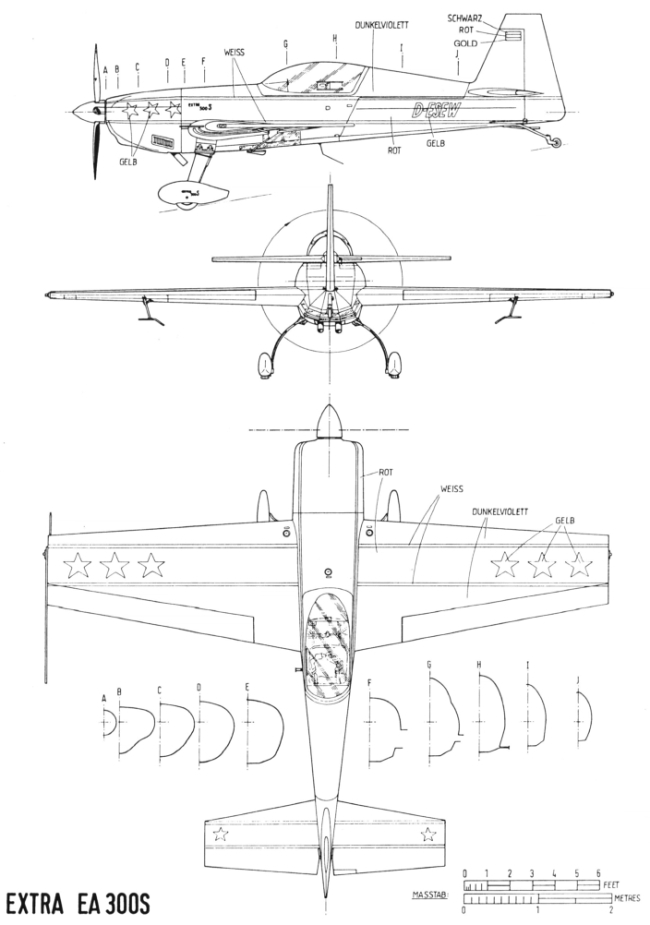 DUNKELVIOLETT
SCHWARZ
ROT
GOLD
WEISS
G
H
I
J
A
B
C
D
E
F
EXTRA
300 S
D-ESEW
GELB
ROT
GELB
ROT
WEISS
DUNKELVIOLETT
GELB
A
B
C
D
E
F
G
H
I
J
0 1 2 3 4 5 6
FEET
MASSTAB:
METRES
0 1 2
EXTRA EA 300S